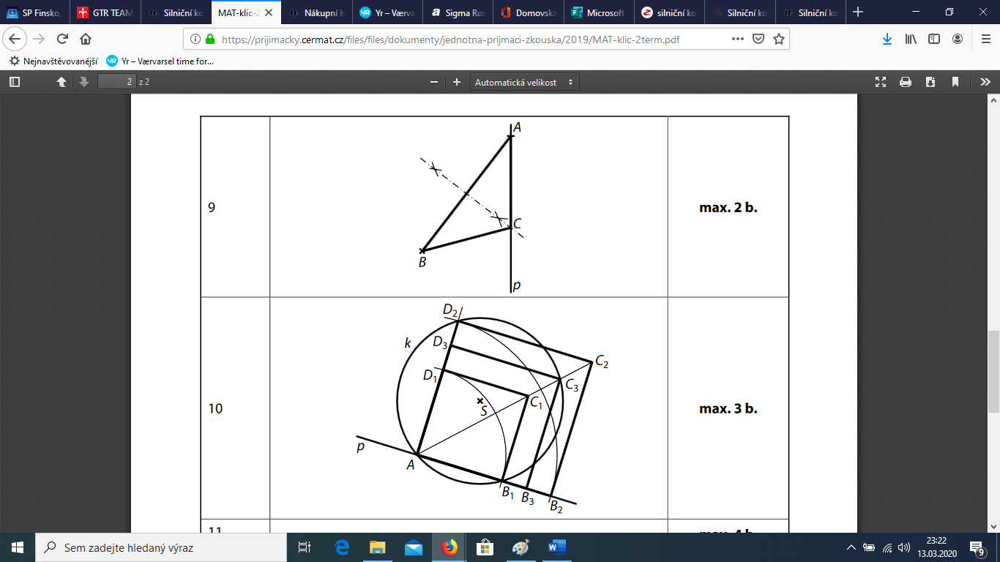 SP Finsko,
GTR TEAM
Silniční ko
MAT-klic-2
Nákupní k
Yr – Værva
Sigma Rox
Domovská
Microsoft
silniční ko
Silniční ko
Silniční ko
https://prijimacky.cermat.cz/files/files/dokumenty/jednotna-prijmaci-zkouska/2019/MAT-klic-2term.pdf
Nejnavštěvovanější
Yr – Værvarsel time for...
2 z 2
Automatická velikost
9
A
C
B
p
max. 2 b.
10
D2
k
D3
C2
D1
C3
S
C1
p
A
B1
B3
B2
max. 3 b.
Sem zadejte hledaný výraz
23:22
13.03.2020
9